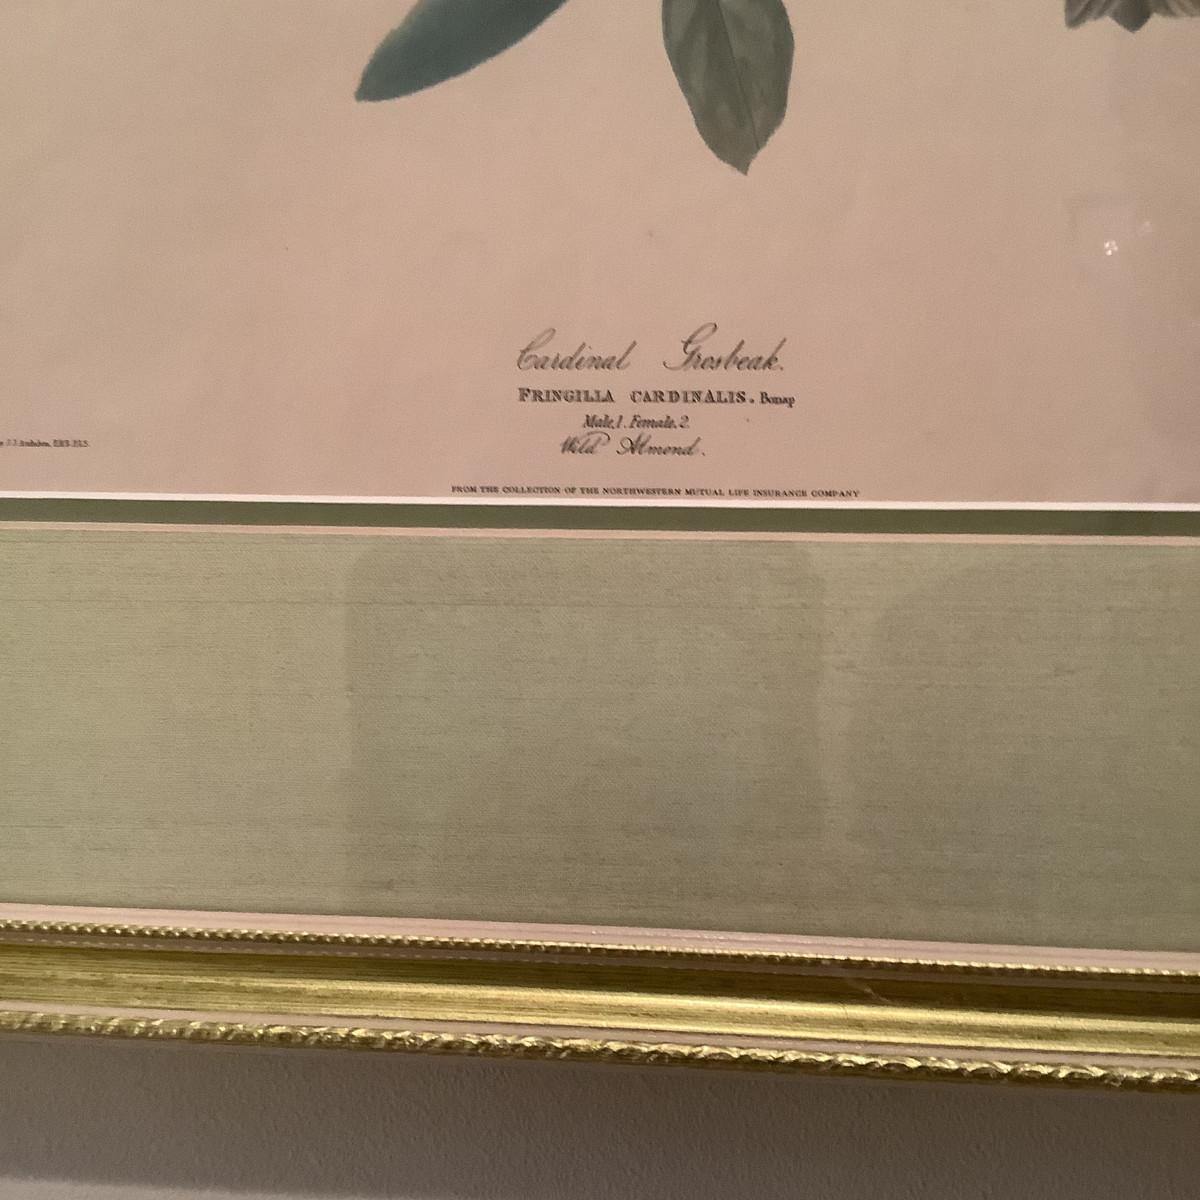 Cardinal Grosbeak.
FRINGILLA CARDINALIS. Bonap
Male, 1. Female, 2.
Wild Almond.
J.J. Audubon, F.R.S. F.L.S.
FROM THE COLLECTION OF THE NORTHWESTERN MUTUAL LIFE INSURANCE COMPANY